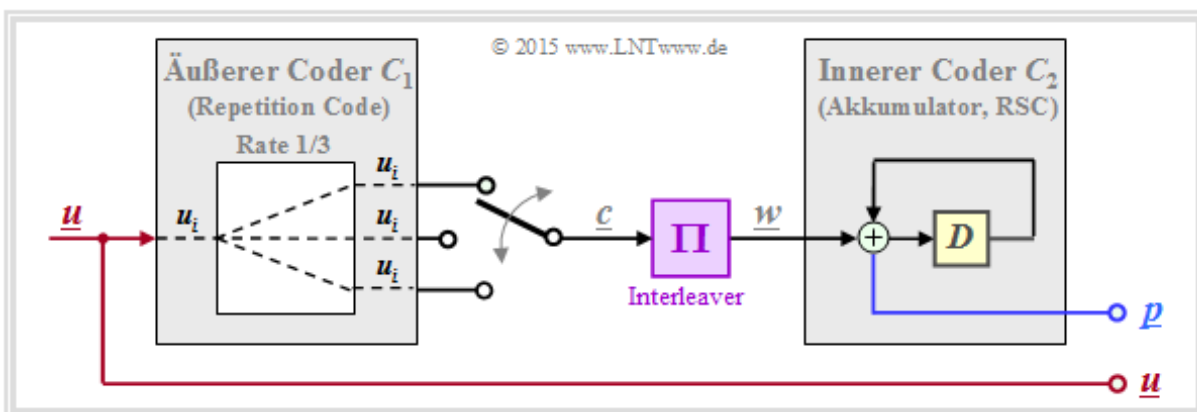 © 2015 www.LNTwww.de
Äußerer Coder C₁
(Repetition Code)
Rate 1/3
Innerer Coder C₂
(Akkumulator, RSC)
uᵢ
u
uᵢ
uᵢ
uᵢ
c
Π
w
+
D
Interleaver
p
u